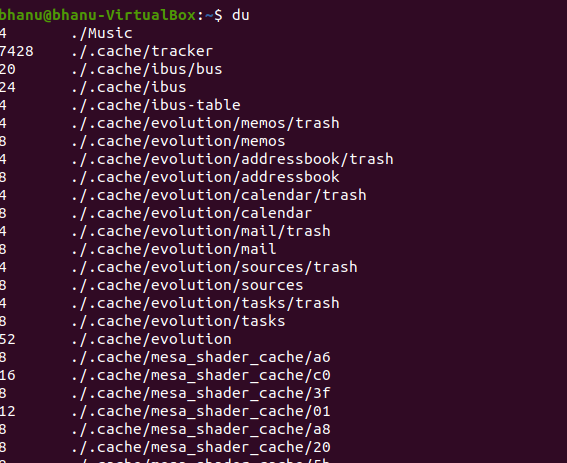 bhanu@bhanu-VirtualBox:~$ du
4 ./Music
7428 ./.cache/tracker
20 ./.cache/ibus/bus
24 ./.cache/ibus
4 ./.cache/ibus-table
4 ./.cache/evolution/memos/trash
8 ./.cache/evolution/memos
4 ./.cache/evolution/addressbook/trash
8 ./.cache/evolution/addressbook
4 ./.cache/evolution/calendar/trash
8 ./.cache/evolution/calendar
4 ./.cache/evolution/mail/trash
8 ./.cache/evolution/mail
4 ./.cache/evolution/sources/trash
8 ./.cache/evolution/sources
4 ./.cache/evolution/tasks/trash
8 ./.cache/evolution/tasks
52 ./.cache/evolution
8 ./.cache/mesa_shader_cache/a6
16 ./.cache/mesa_shader_cache/c0
8 ./.cache/mesa_shader_cache/3f
12 ./.cache/mesa_shader_cache/01
8 ./.cache/mesa_shader_cache/a8
8 ./.cache/mesa_shader_cache/20